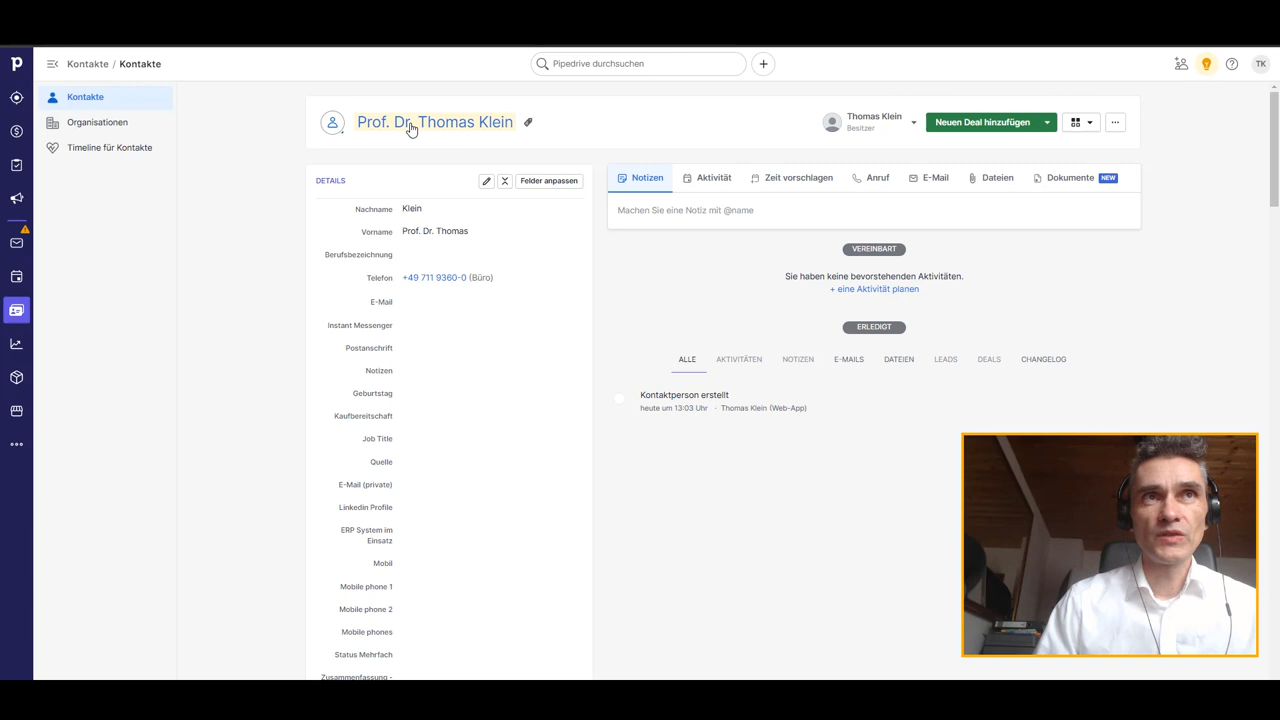 Kontakte / Kontakte
Pipedrive durchsuchen
TK
Kontakte
Organisationen
Timeline für Kontakte
Prof. Dr. Thomas Klein
Thomas Klein
Besitzer
Neuen Deal hinzufügen
DETAILS
Felder anpassen
Nachname Klein
Vorname Prof. Dr. Thomas
Berufsbezeichnung
Telefon +49 711 9360-0 (Büro)
E-Mail
Instant Messenger
Postanschrift
Notizen
Geburtstag
Kaufbereitschaft
Job Title
Quelle
E-Mail (private)
Linkedin Profile
ERP System im
Einsatz
Mobil
Mobile phone 1
Mobile phone 2
Mobile phones
Status Mehrfach
Zusammenfassung -
Notizen Aktivität Zeit vorschlagen Anruf E-Mail Dateien Dokumente NEW
Machen Sie eine Notiz mit @name
VEREINBART
Sie haben keine bevorstehenden Aktivitäten.
+ eine Aktivität planen
ERLEDIGT
ALLE AKTIVITÄTEN NOTIZEN E-MAILS DATEIEN LEADS DEALS CHANGELOG
Kontaktperson erstellt
heute um 13:03 Uhr · Thomas Klein (Web-App)